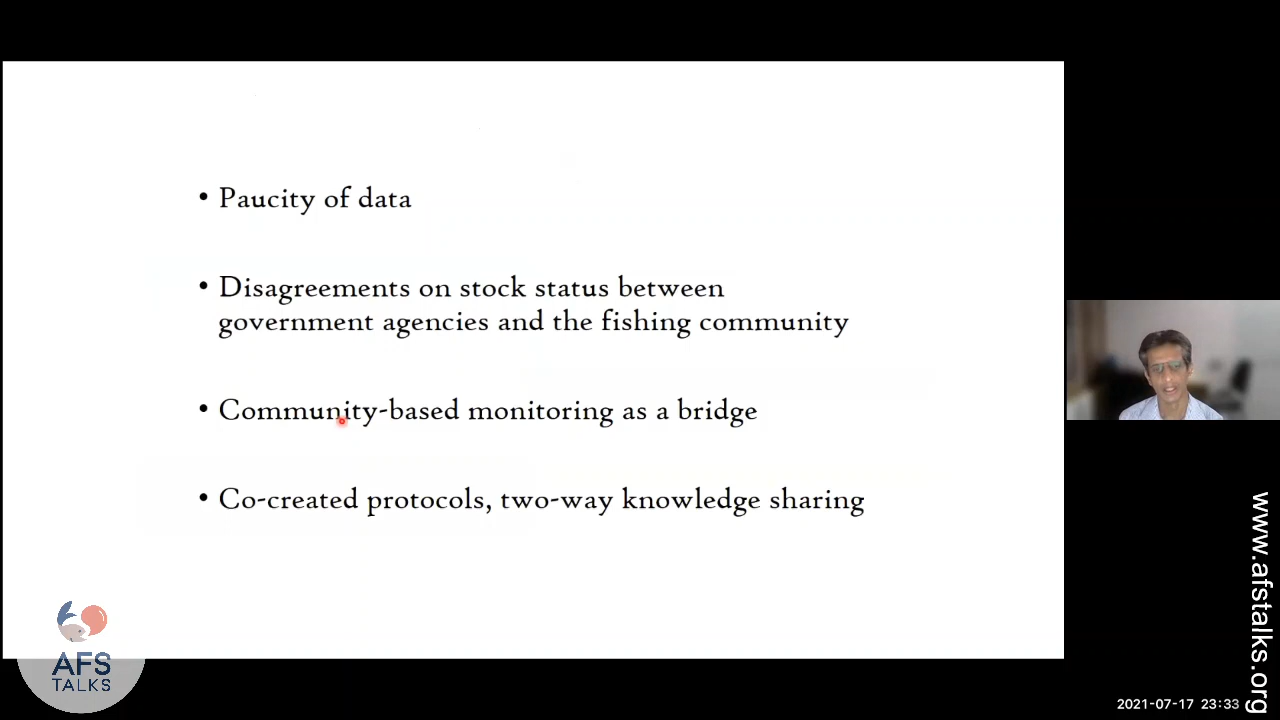 • Paucity of data
• Disagreements on stock status between
government agencies and the fishing community
• Community-based monitoring as a bridge
• Co-created protocols, two-way knowledge sharing
AFS
TALKS
www.afstalks.org
2021-07-17 23:33